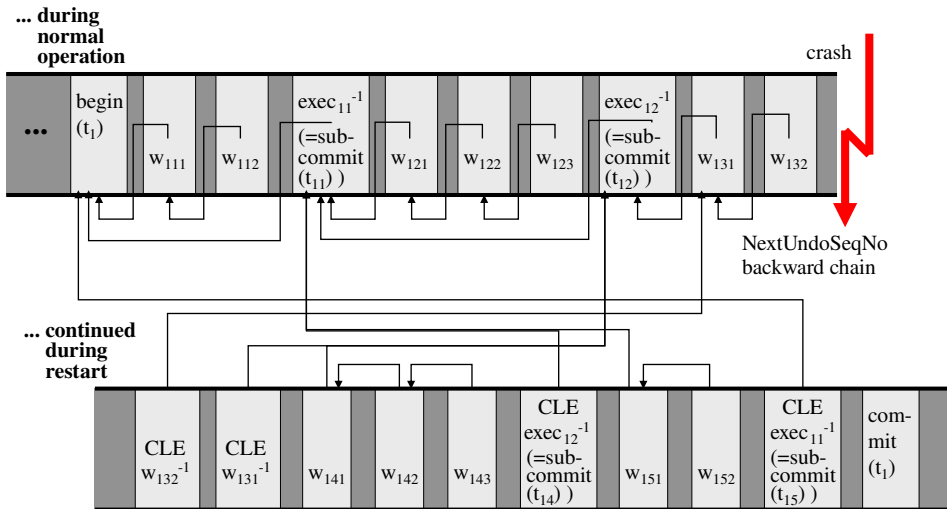 ... during
normal
operation
crash
...
begin
(t₁)
w₁₁₁
w₁₁₂
exec₁₁⁻¹
(=sub-
commit
(t₁₁) )
w₁₂₁
w₁₂₂
w₁₂₃
exec₁₂⁻¹
(=sub-
commit
(t₁₂) )
w₁₃₁
w₁₃₂
NextUndoSeqNo
backward chain
... continued
during
restart
CLE
w₁₃₂⁻¹
CLE
w₁₃₁⁻¹
w₁₄₁
w₁₄₂
w₁₄₃
CLE
exec₁₂⁻¹
(=sub-
commit
(t₁₄) )
w₁₅₁
w₁₅₂
CLE
exec₁₁⁻¹
(=sub-
commit
(t₁₅) )
com-
mit
(t₁)